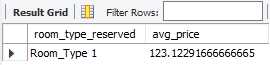 Result Grid Filter Rows:
room_type_reserved avg_price
Room_Type 1 123.12291666666665